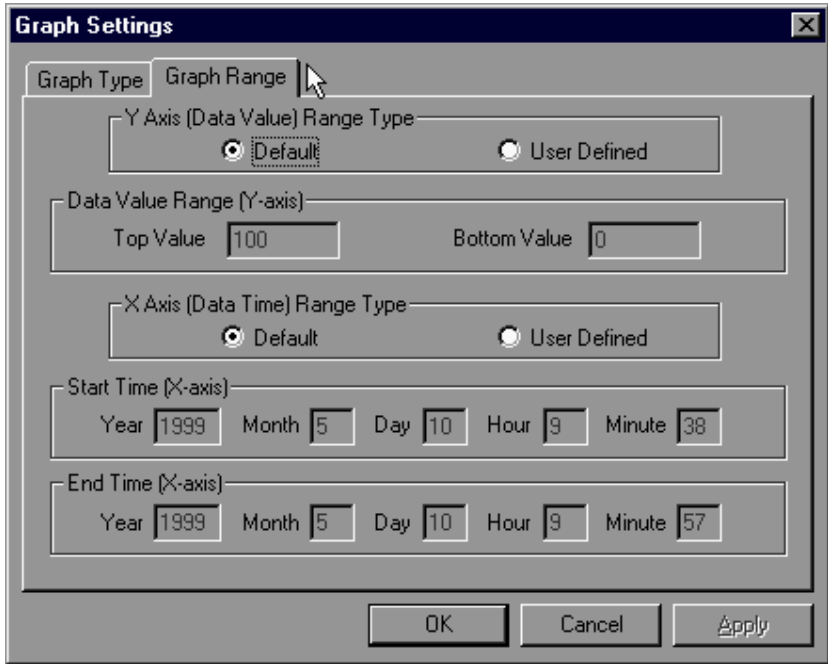 Graph Settings
Graph Type Graph Range
Y Axis (Data Value) Range Type
Default User Defined
Data Value Range (Y-axis)
Top Value 100 Bottom Value 0
X Axis (Data Time) Range Type
Default User Defined
Start Time (X-axis)
Year 1999 Month 5 Day 10 Hour 9 Minute 38
End Time (X-axis)
Year 1999 Month 5 Day 10 Hour 9 Minute 57
OK Cancel Apply